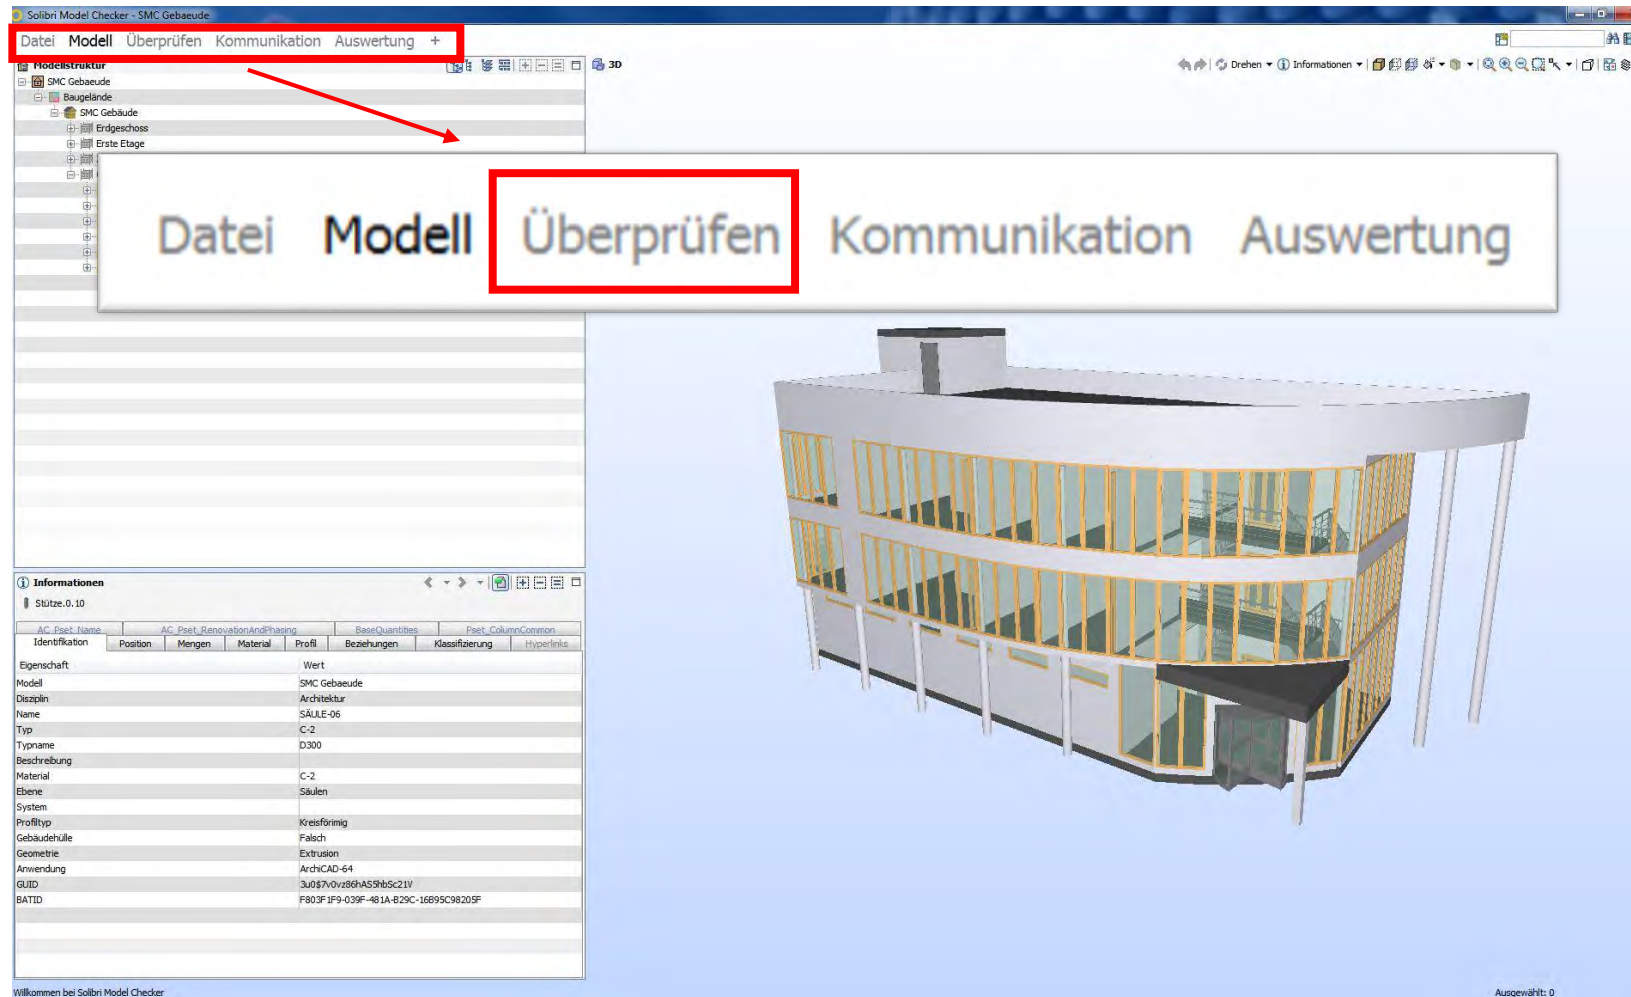 Solibri Model Checker - SMC Gebaeude
Datei Modell Überprüfen Kommunikation Auswertung +
Modellstruktur
3D
Drehen Informationen
SMC Gebaeude
Baugelände
SMC Gebäude
Erdgeschoss
Erste Etage
Datei Modell Überprüfen Kommunikation Auswertung
Informationen
Stütze.0.10
AC_Pset_Name AC_Pset_RenovationAndPhasing BaseQuantities Pset_ColumnCommon
Identifikation Position Mengen Material Profil Beziehungen Klassifizierung Hyperlinks
Eigenschaft Wert
Modell SMC Gebaeude
Disziplin Architektur
Name SÄULE-06
Typ C-2
Typname D300
Beschreibung
Material C-2
Ebene Säulen
System
Profiltyp Kreisförimig
Gebäudehülle Falsch
Geometrie Extrusion
Anwendung ArchiCAD-64
GUID 3u0$7v0vz86hAS5hbSc21V
BATID F803F1F9-039F-481A-B29C-16B95C98205F
Willkommen bei Solibri Model Checker
Ausgewählt: 0